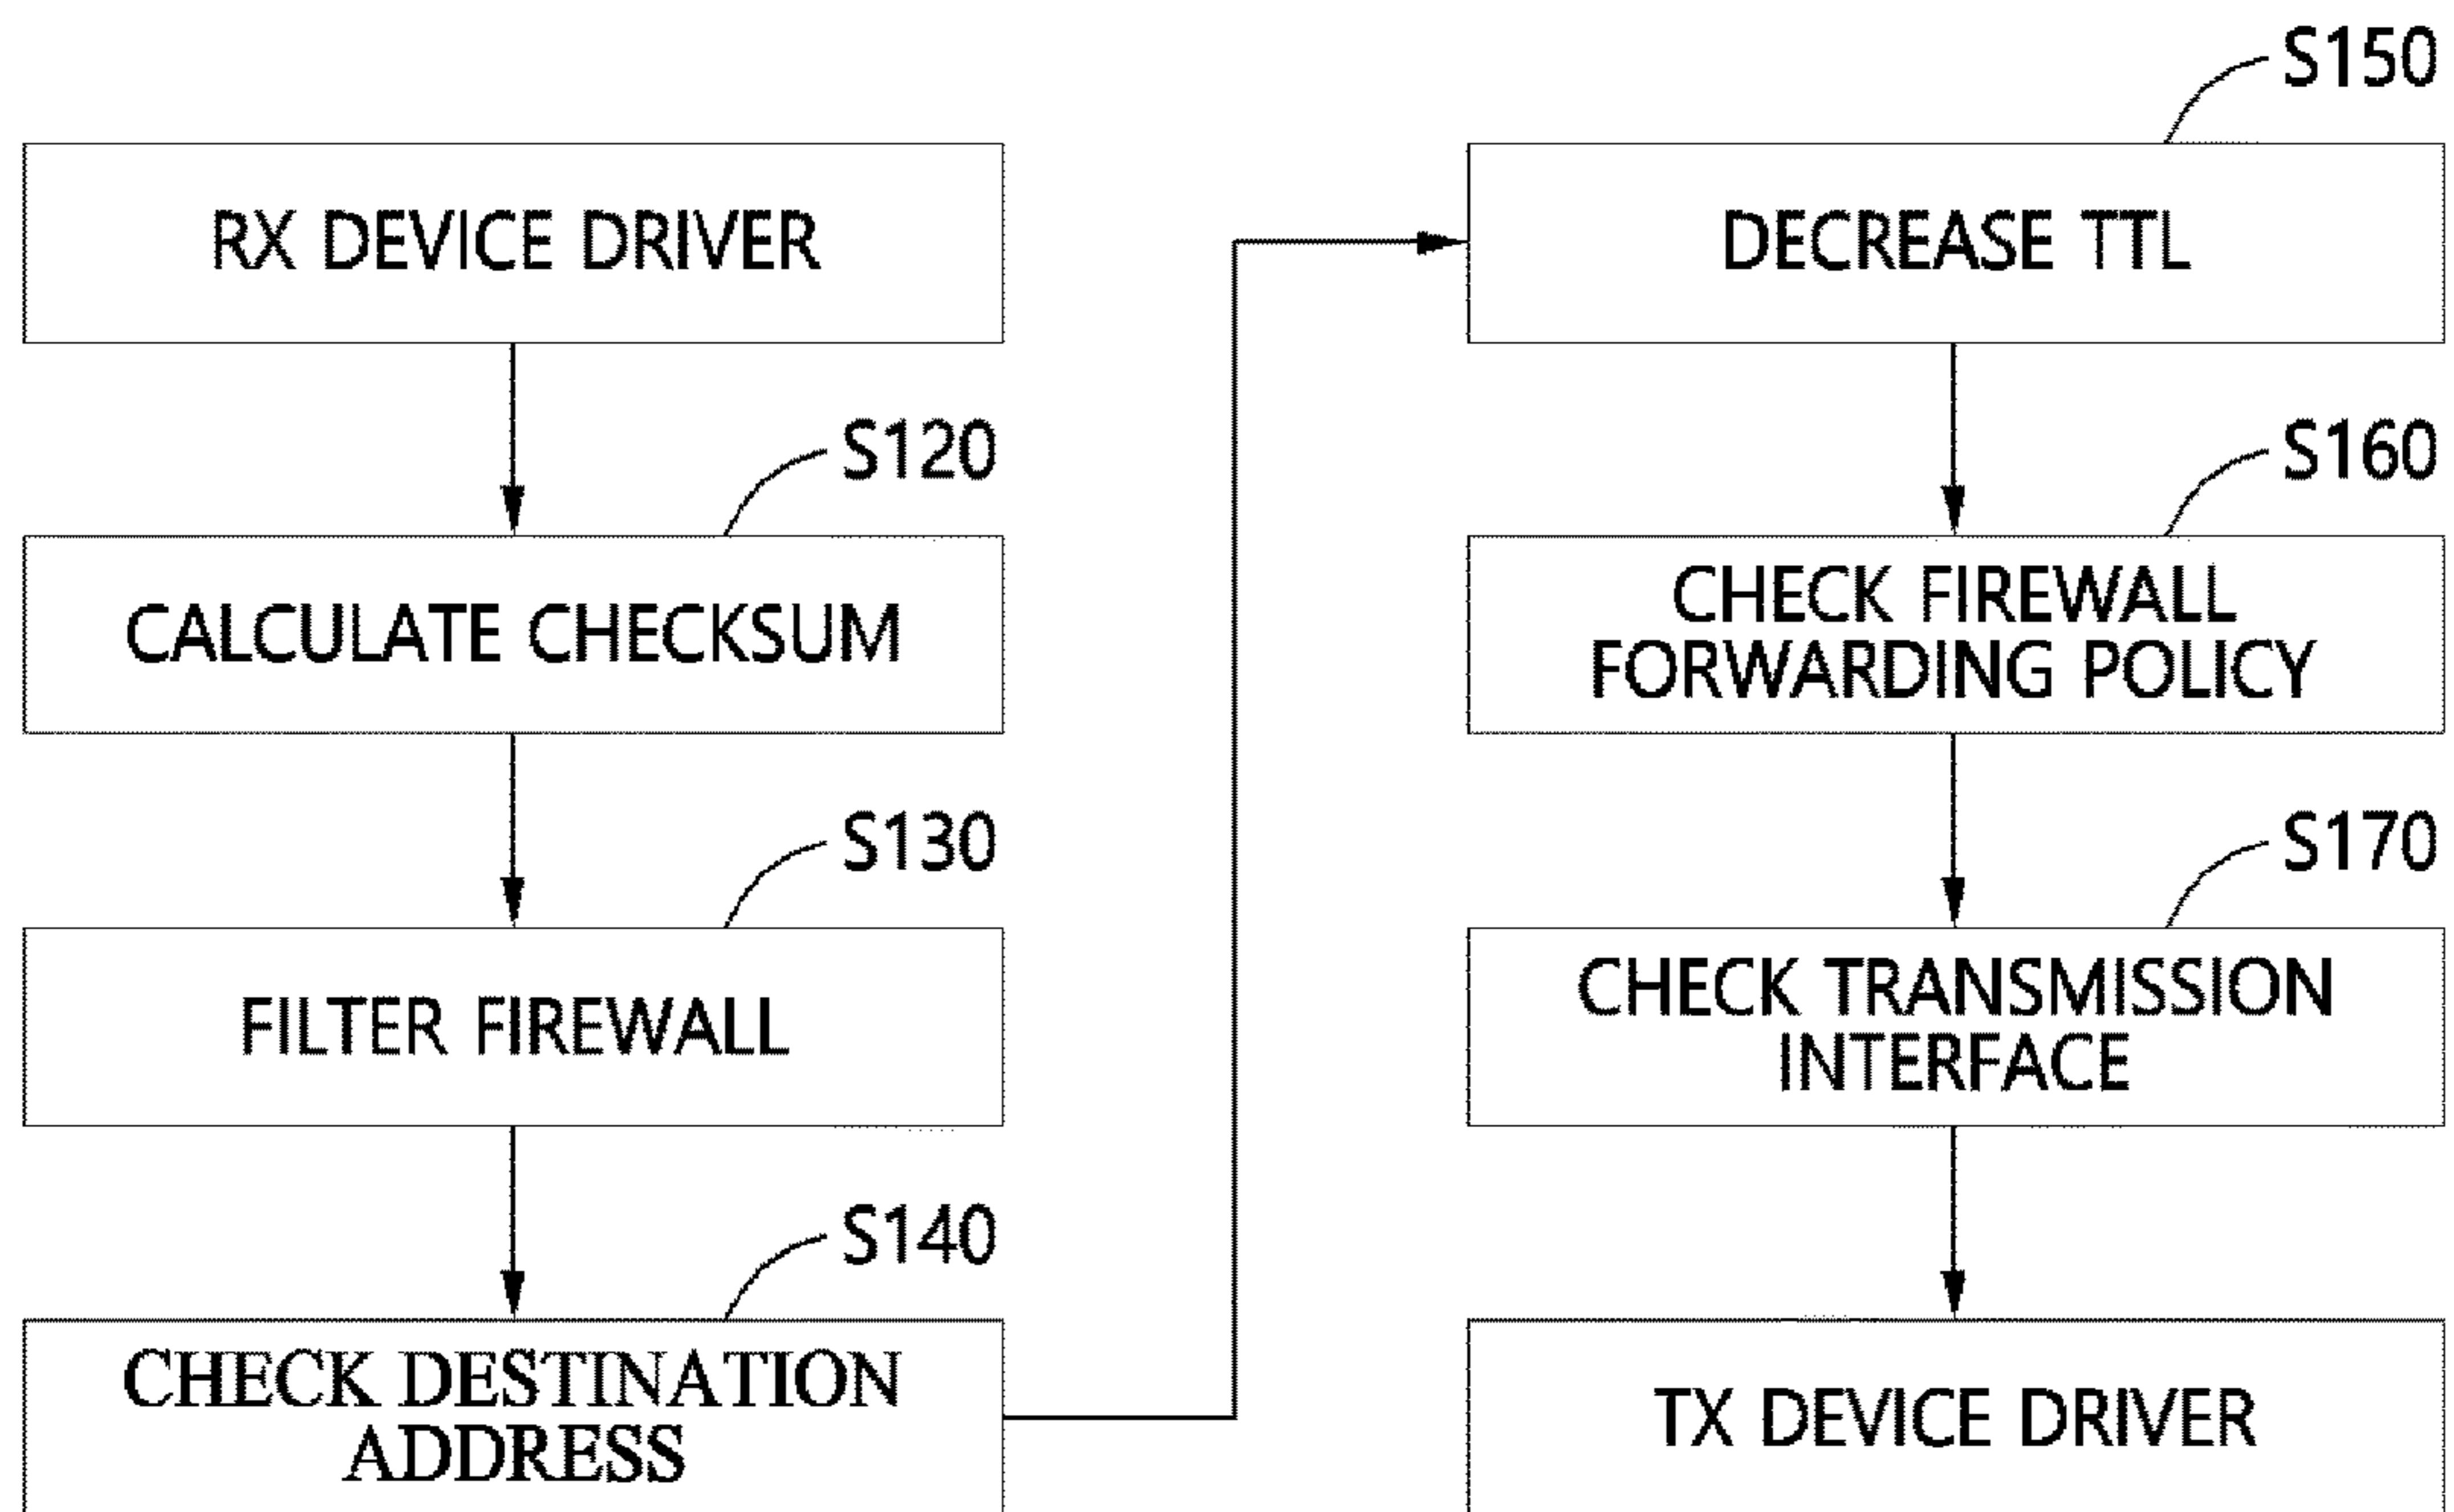 RX DEVICE DRIVER
S120
CALCULATE CHECKSUM
S130
FILTER FIREWALL
S140
CHECK DESTINATION
ADDRESS
S150
DECREASE TTL
S160
CHECK FIREWALL
FORWARDING POLICY
S170
CHECK TRANSMISSION
INTERFACE
TX DEVICE DRIVER